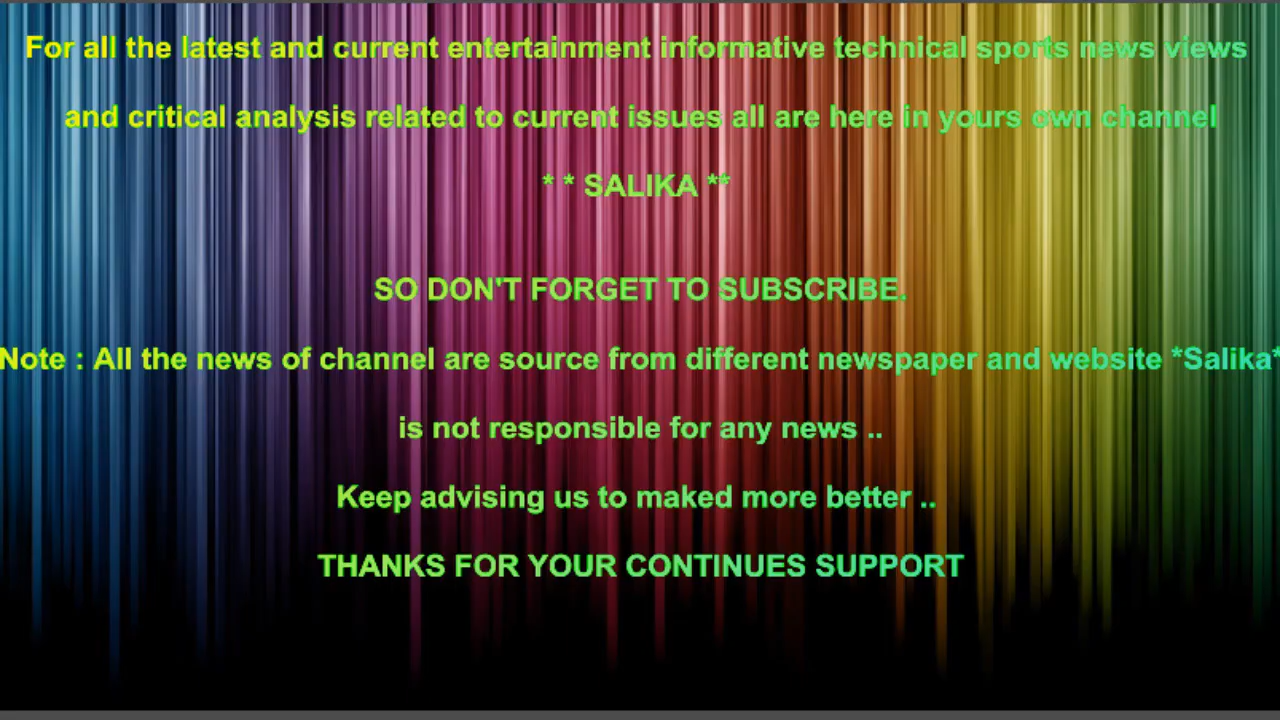 For all the latest and current entertainment informative technical sports news views
and critical analysis related to current issues all are here in yours own channel
* * SALIKA **
SO DON'T FORGET TO SUBSCRIBE.
Note : All the news of channel are source from different newspaper and website *Salika*
is not responsible for any news ..
Keep advising us to maked more better ..
THANKS FOR YOUR CONTINUES SUPPORT